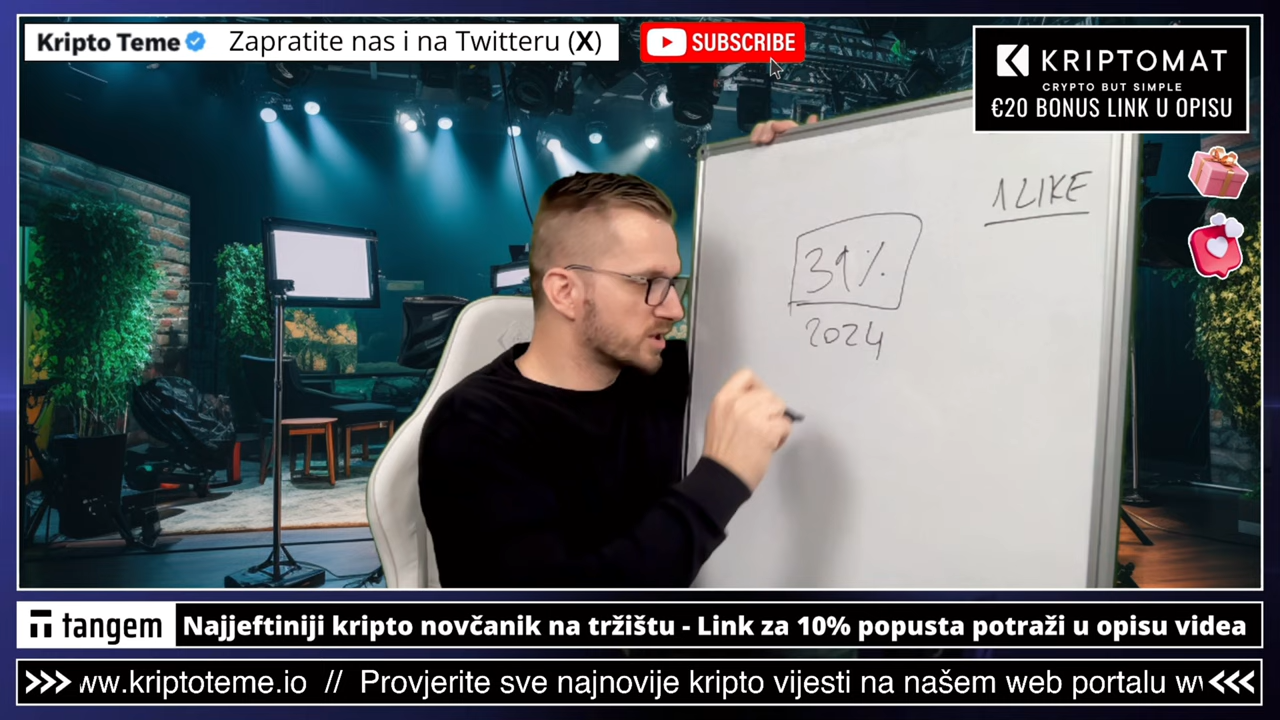 Kripto Teme Zapratite nas i na Twitteru (X)
SUBSCRIBE
KRIPTOMAT
CRYPTO BUT SIMPLE
€20 BONUS LINK U OPISU
1 LIKE
31%
2024
tangem Najjeftiniji kripto novčanik na tržištu - Link za 10% popusta potraži u opisu videa
ww.kriptoteme.io // Provjerite sve najnovije kripto vijesti na našem web portalu w